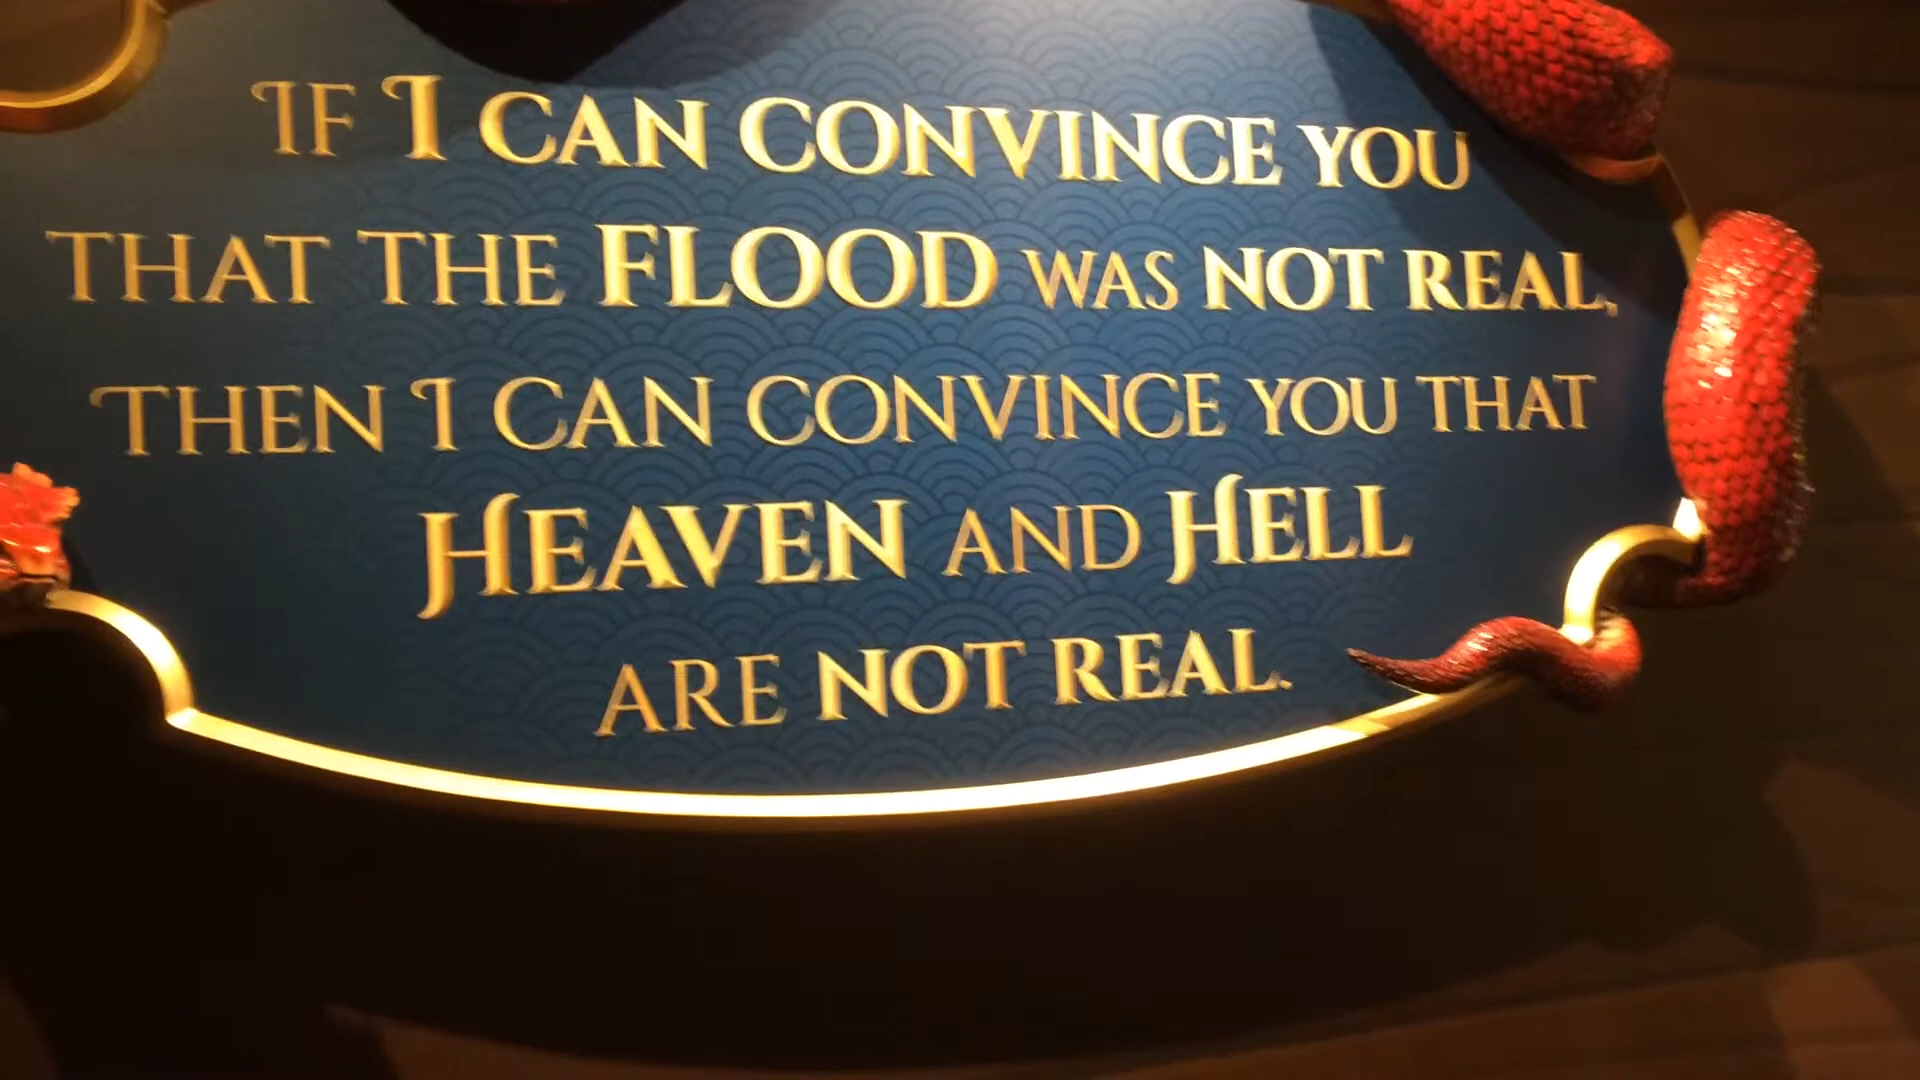 If I can convince you
that the Flood was not real,
then I can convince you that
Heaven and Hell
are not real.